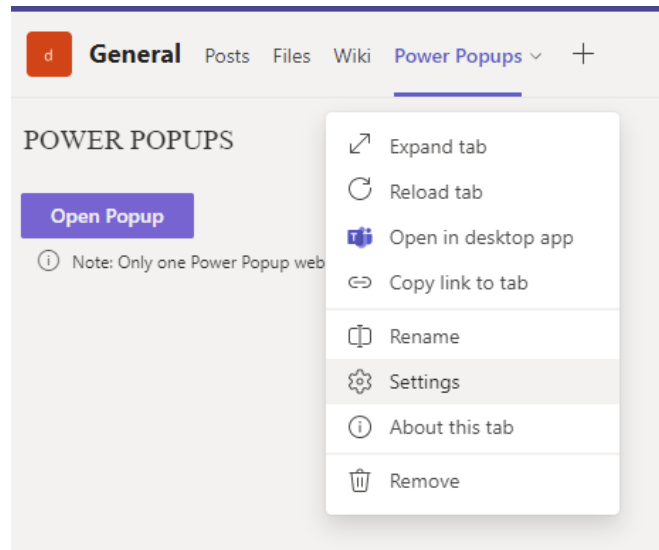 d General Posts Files Wiki Power Popups
POWER POPUPS
Open Popup
Note: Only one Power Popup web
Expand tab
Reload tab
Open in desktop app
Copy link to tab
Rename
Settings
About this tab
Remove